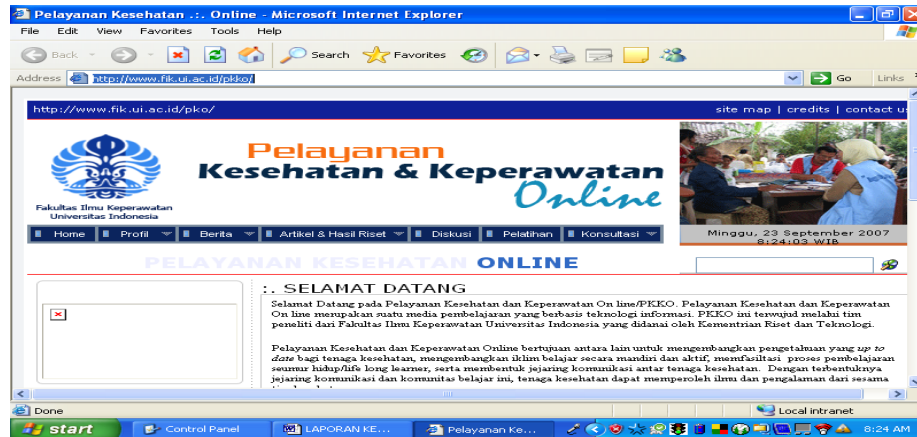 Pelayanan Kesehatan .:. Online - Microsoft Internet Explorer
File Edit View Favorites Tools Help
Back Search Favorites
Address http://www.fik.ui.ac.id/pkko/ Go Links
http://www.fik.ui.ac.id/pko/ site map | credits | contact u
Pelayanan
Kesehatan & Keperawatan
Online
Fakultas Ilmu Keperawatan
Universitas Indonesia
Home Profil Berita Artikel & Hasil Riset Diskusi Pelatihan Konsultasi
Minggu, 23 September 2007
8:24:03 WIB
PELAYANAN KESEHATAN ONLINE
:. SELAMAT DATANG
Selamat Datang pada Pelayanan Kesehatan dan Keperawatan On line/PKKO. Pelayanan Kesehatan dan Keperawatan
On line merupakan suatu media pembelajaran yang berbasis teknologi informasi. PKKO ini terwujud melalui tim
peneliti dari Fakultas Ilmu Keperawatan Universitas Indonesia yang didanai oleh Kementrian Riset dan Teknologi.
Pelayanan Kesehatan dan Keperawatan Online bertujuan antara lain untuk mengembangkan pengetahuan yang up to
date bagi tenaga kesehatan, mengembangkan iklim belajar secara mandiri dan aktif, memfasiltasi proses pembelajaran
seumur hidup/life long learner, serta membentuk jejaring komunikasi antar tenaga kesehatan. Dengan terbentuknya
jejaring komunikasi dan komunitas belajar ini, tenaga kesehatan dapat memperoleh ilmu dan pengalaman dari sesama
Done Local intranet
start Control Panel LAPORAN KE... Pelayanan Ke... 8:24 AM